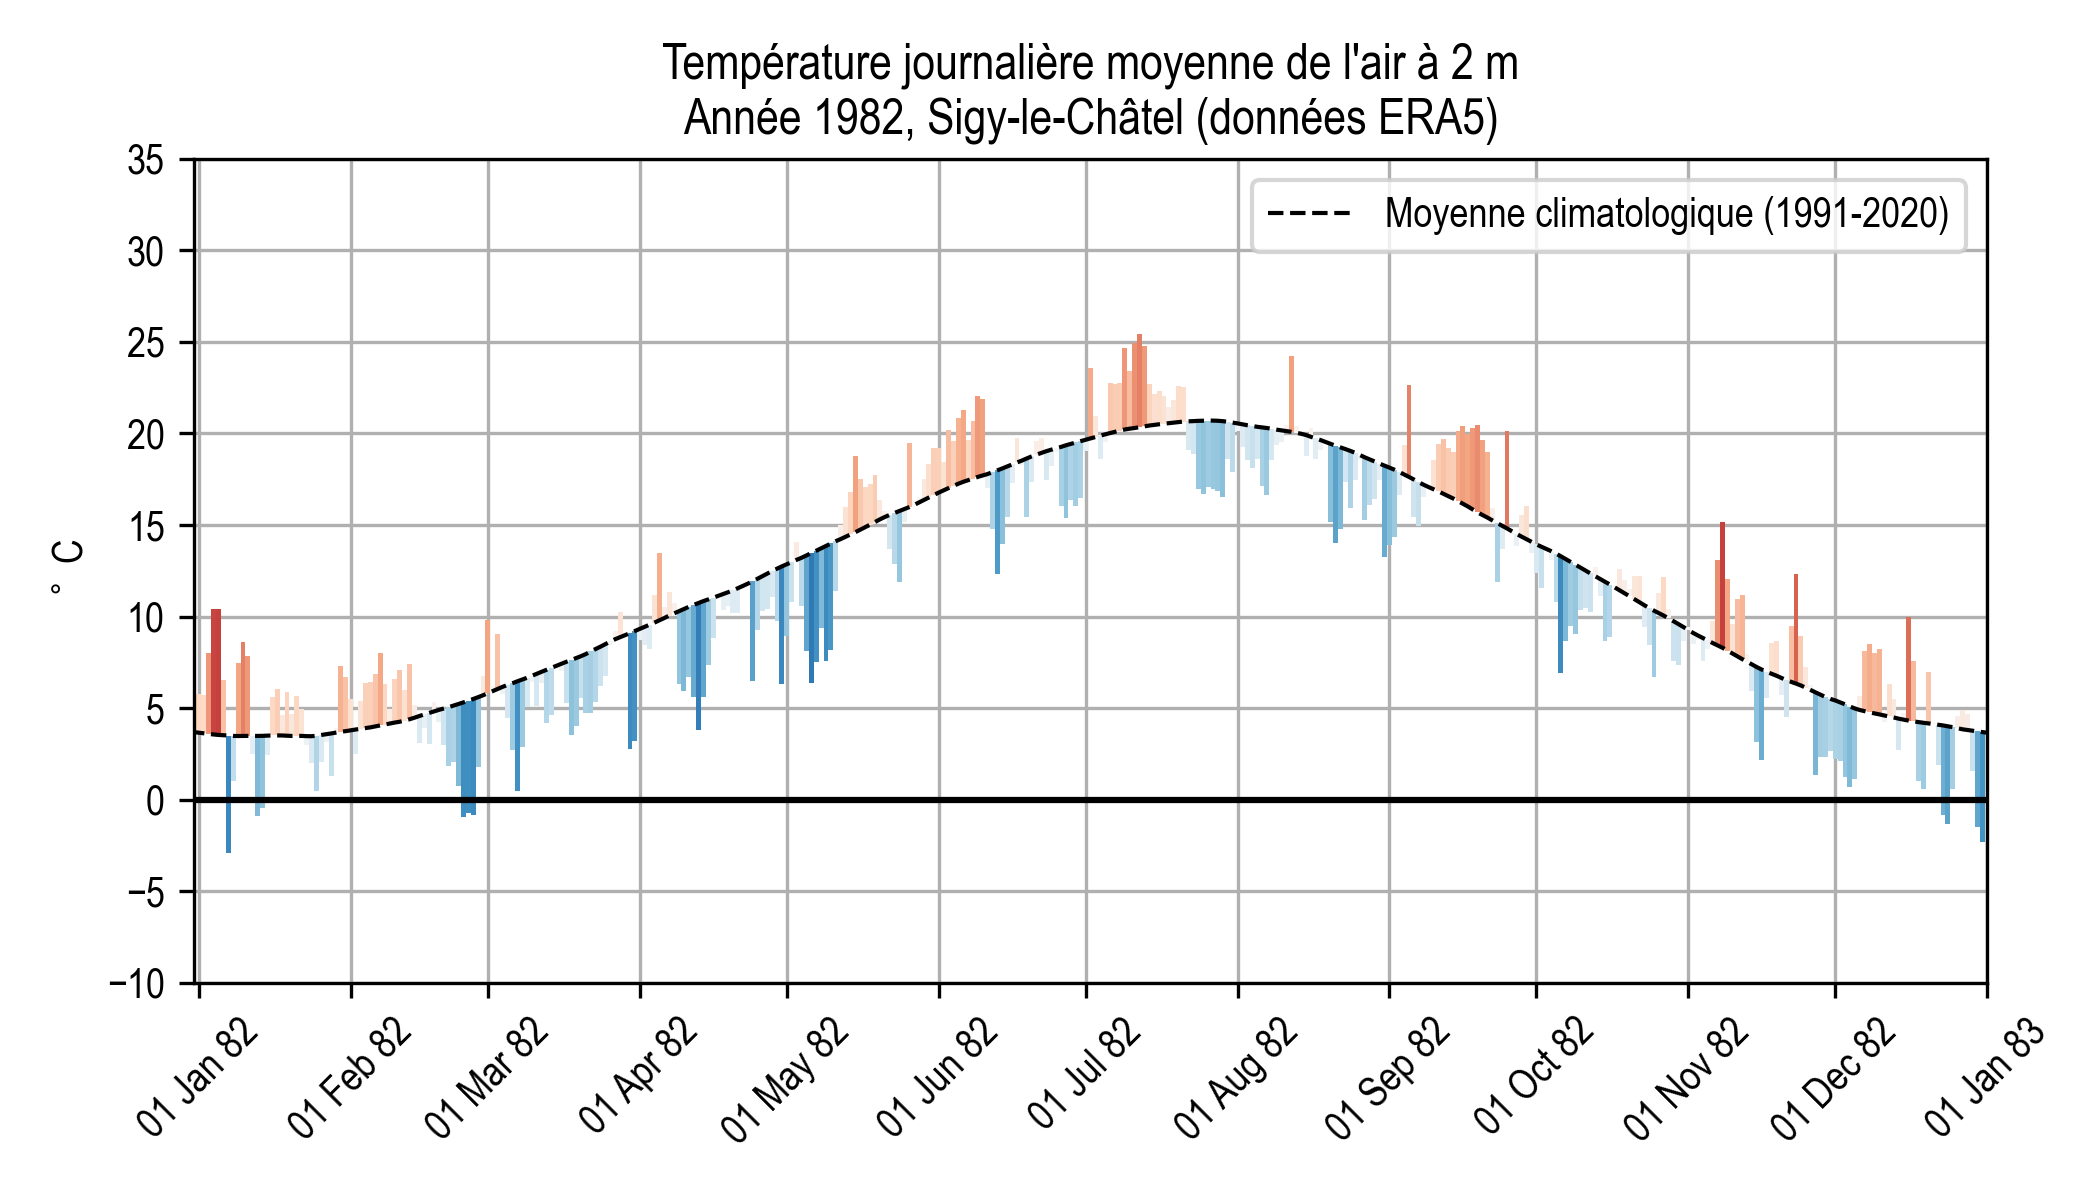 Température journalière moyenne de l'air à 2 m
Année 1982, Sigy-le-Châtel (données ERA5)
Moyenne climatologique (1991-2020)
° C
35
30
25
20
15
10
5
0
−5
−10
01 Jan 82
01 Feb 82
01 Mar 82
01 Apr 82
01 May 82
01 Jun 82
01 Jul 82
01 Aug 82
01 Sep 82
01 Oct 82
01 Nov 82
01 Dec 82
01 Jan 83